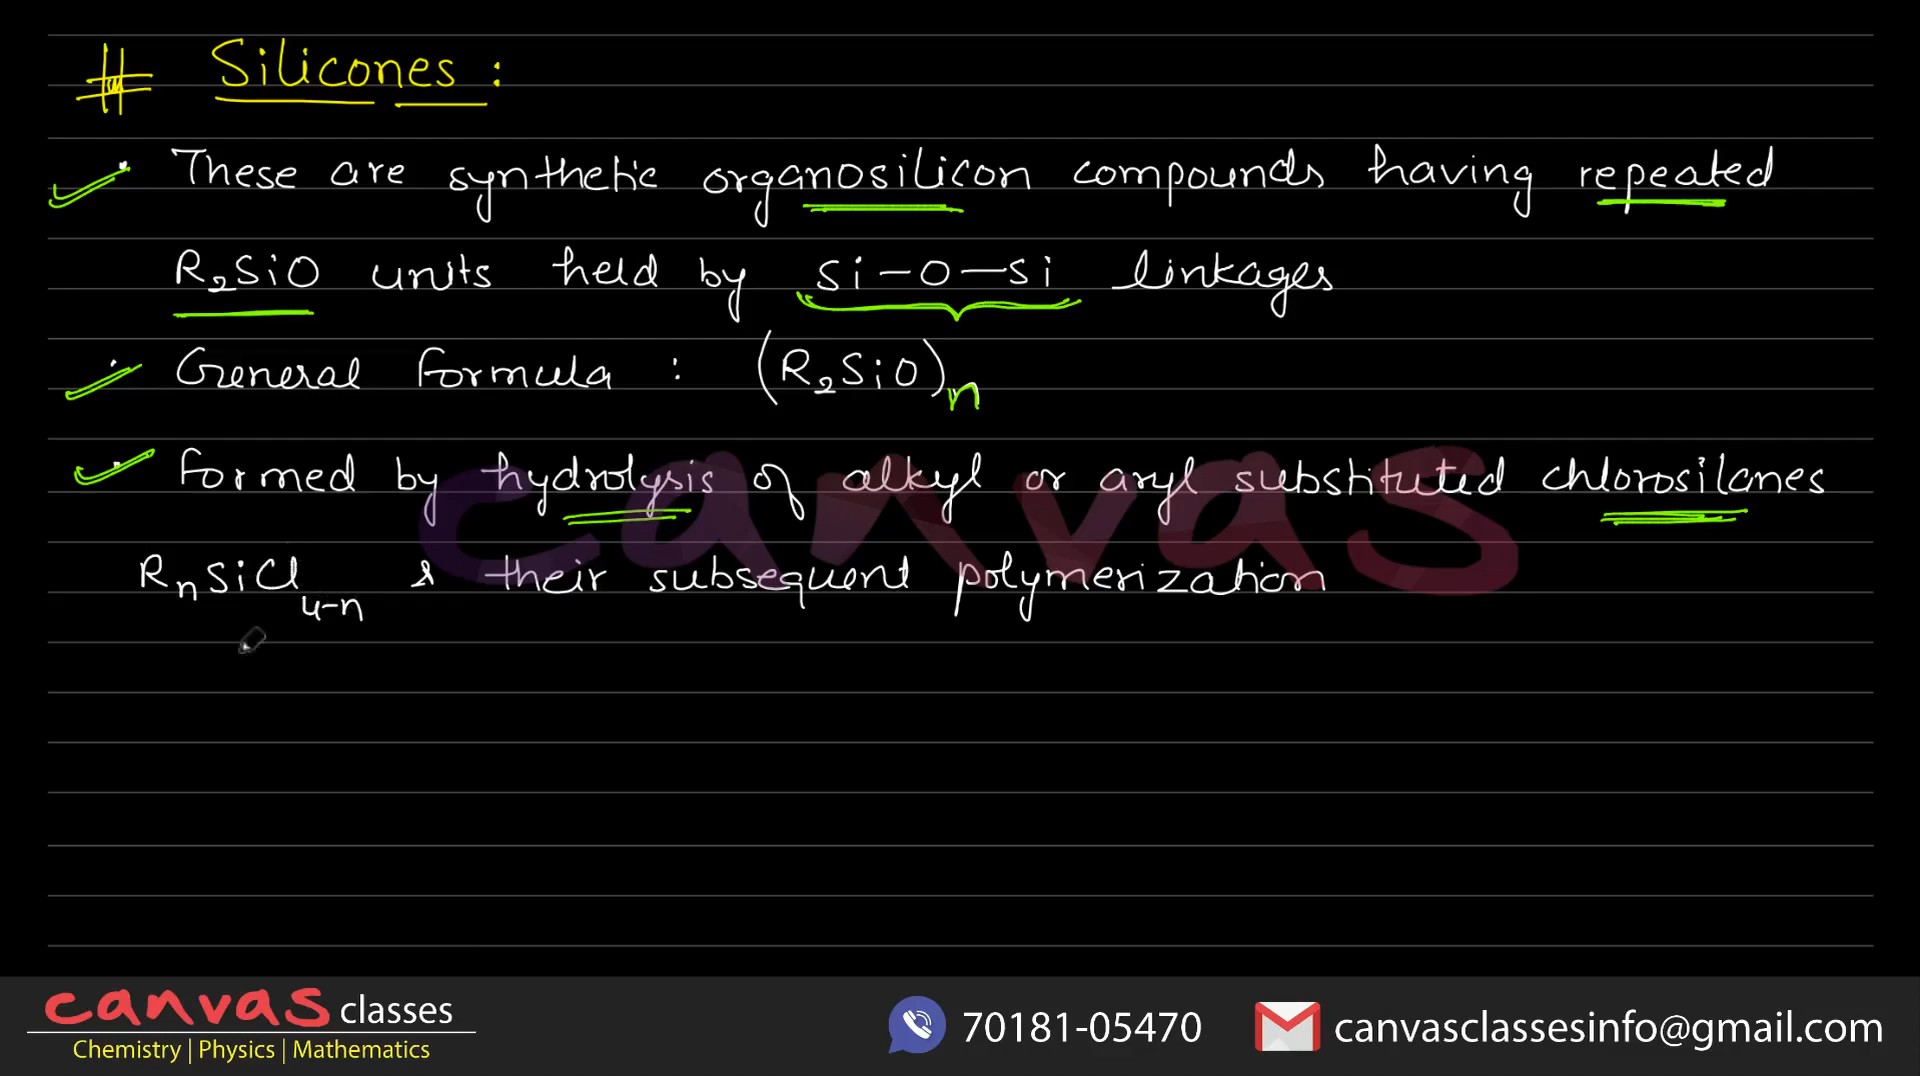 # Silicones :
• These are synthetic organosilicon compounds having repeated
R₂SiO units held by Si-O-Si linkages
• General Formula : (R₂SiO)ₙ
• Formed by hydrolysis of alkyl or aryl substituted chlorosilanes
RₙSiCl₄₋ₙ & their subsequent polymerization
canvas
canvas classes
Chemistry | Physics | Mathematics
70181-05470
canvasclassesinfo@gmail.com